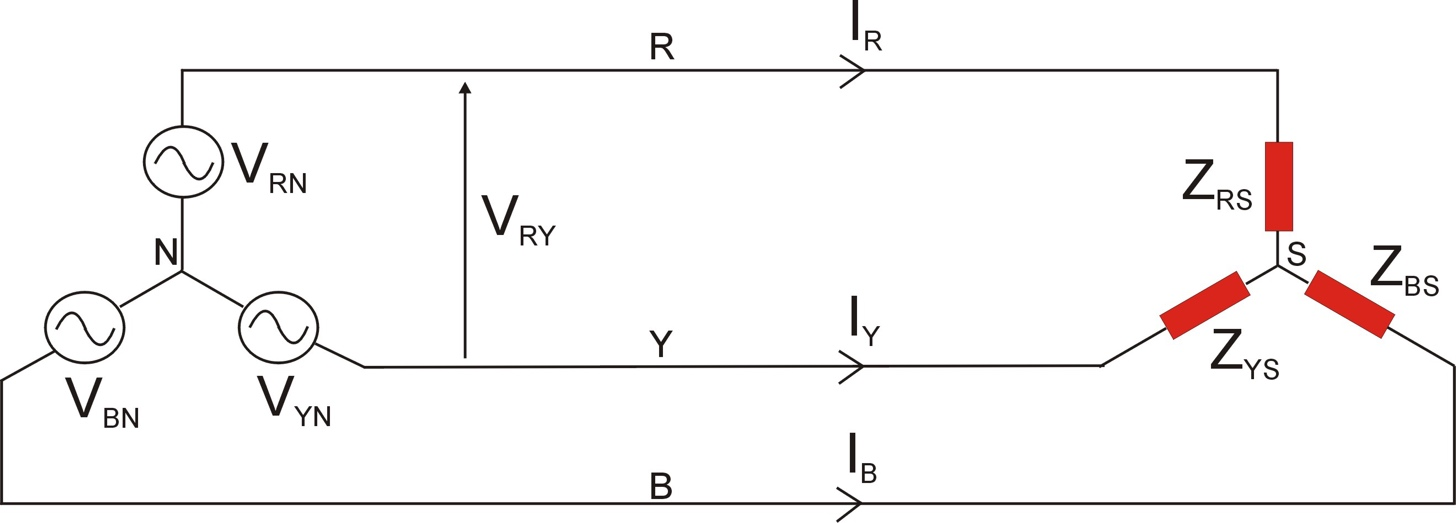 I_R
R
V_RN
Z_RS
V_RY
N
S
Z_BS
I_Y
Y
Z_YS
V_BN
V_YN
I_B
B